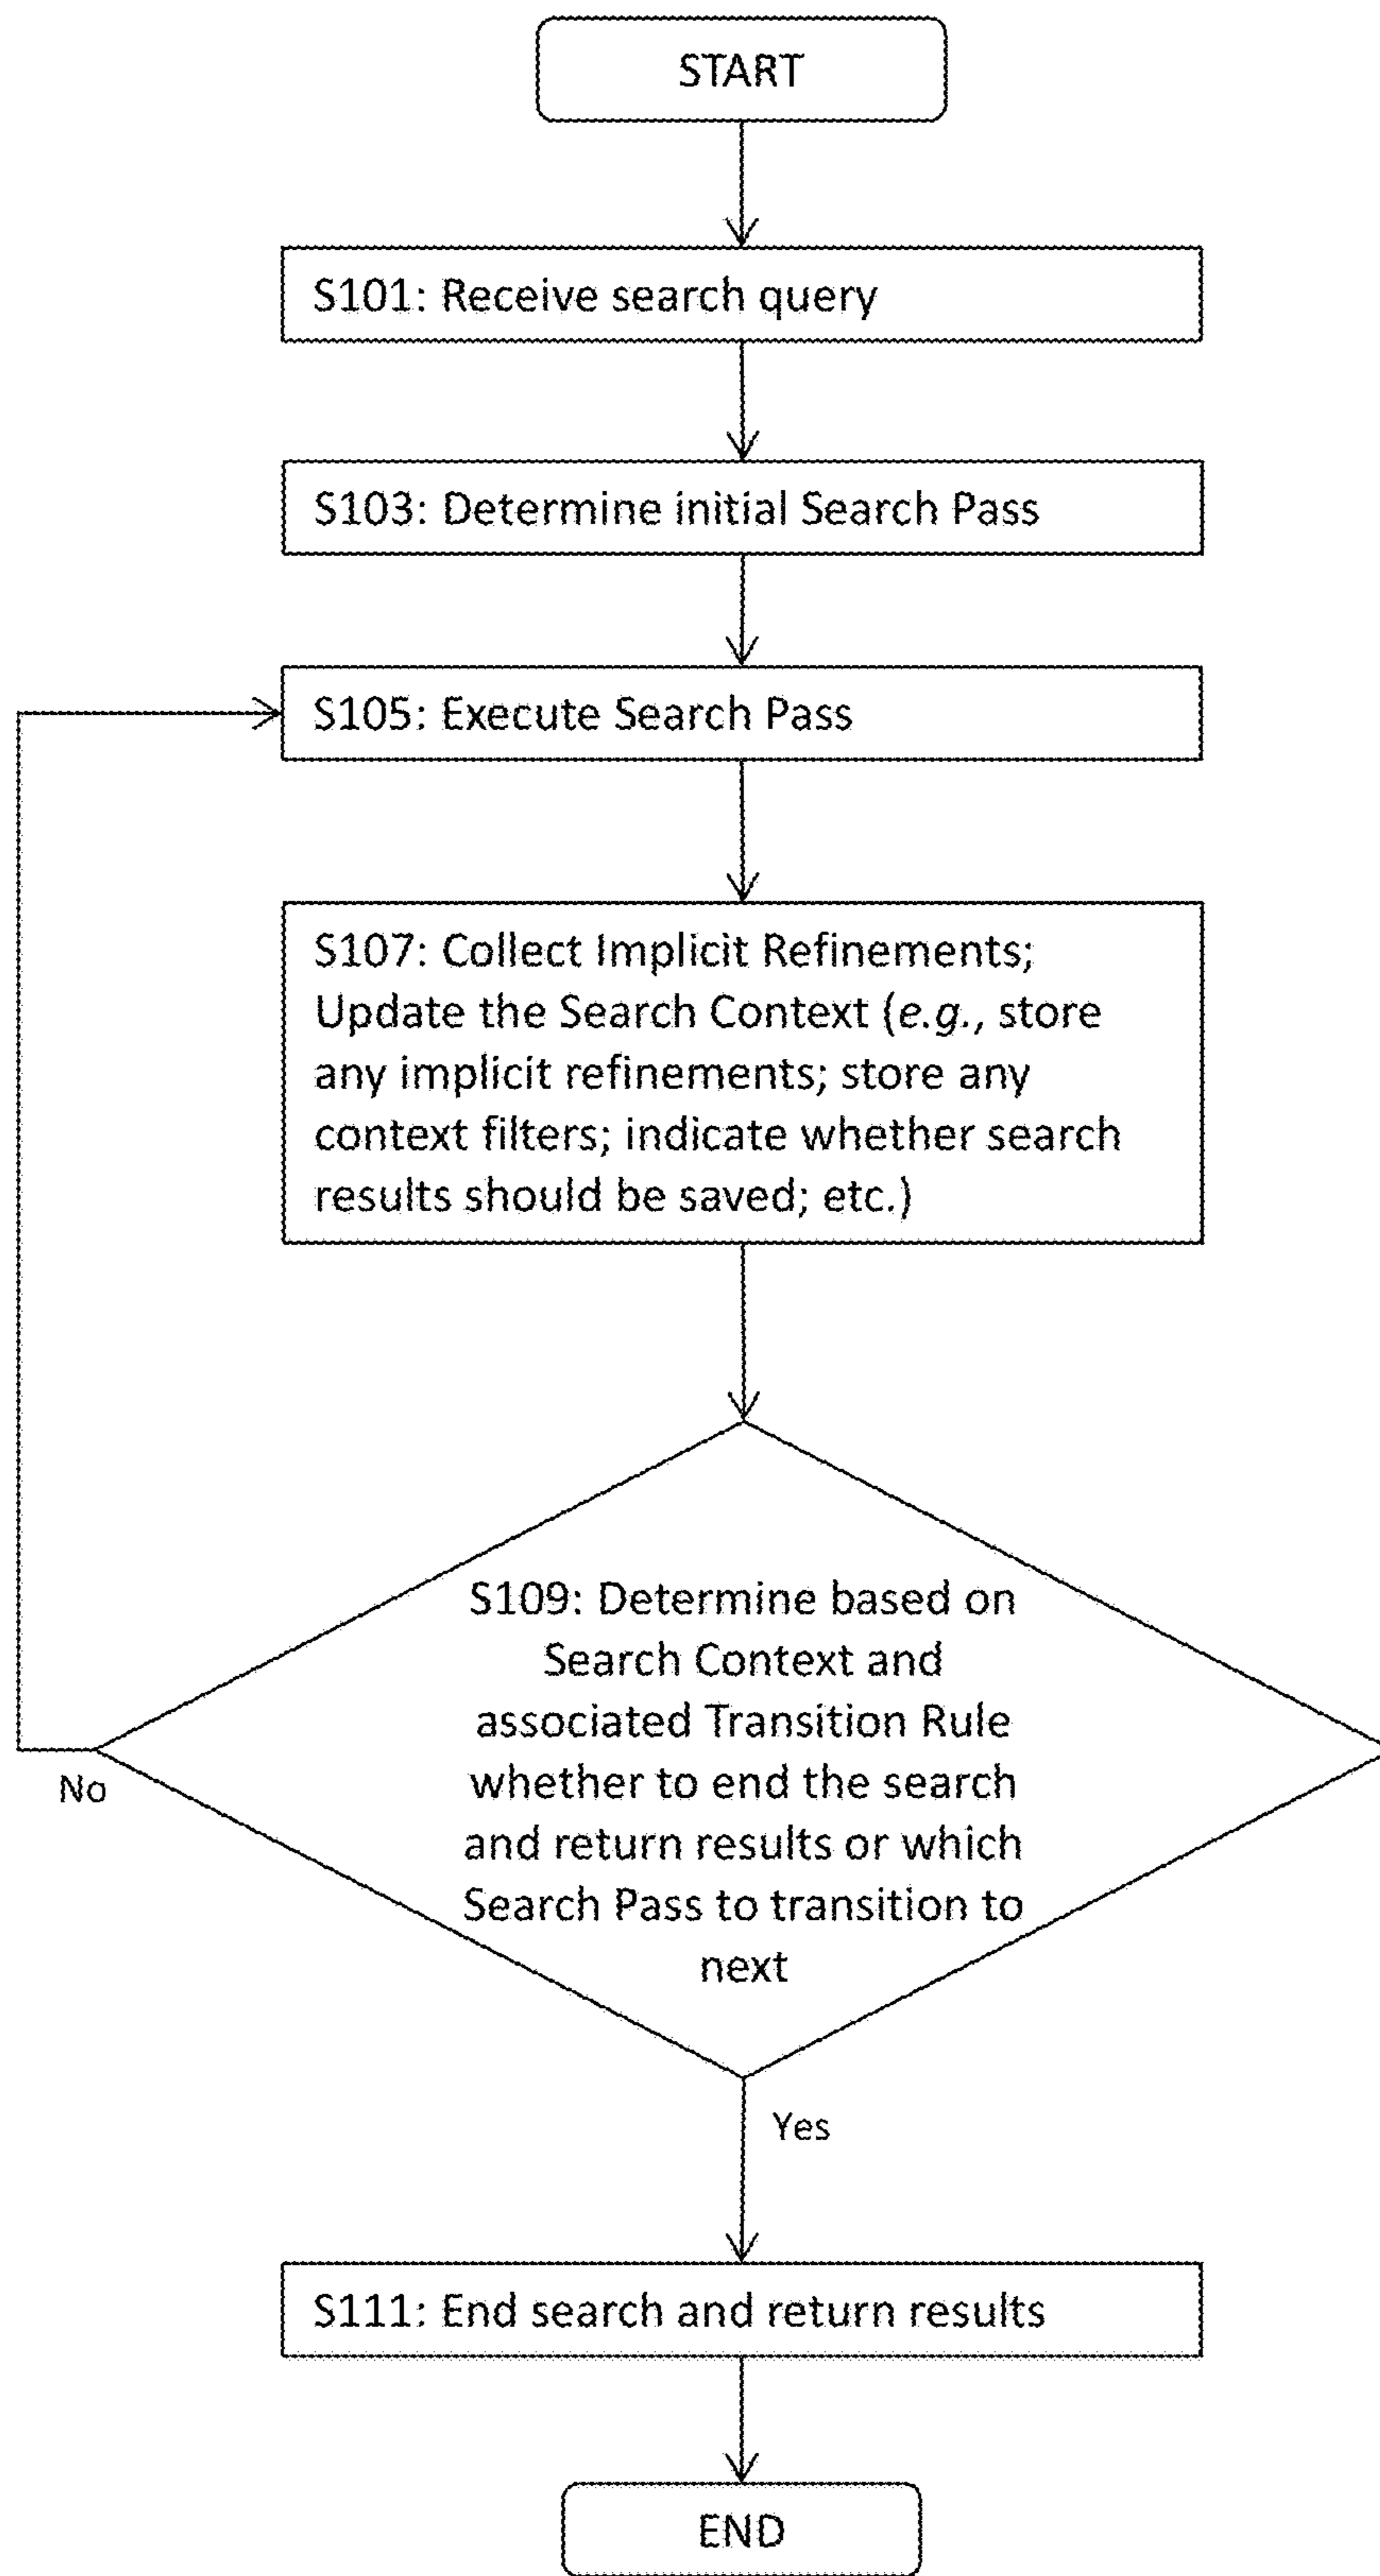 START
S101: Receive search query
S103: Determine initial Search Pass
S105: Execute Search Pass
S107: Collect Implicit Refinements;
Update the Search Context (e.g., store
any implicit refinements; store any
context filters; indicate whether search
results should be saved; etc.)
S109: Determine based on
Search Context and
associated Transition Rule
whether to end the search
and return results or which
Search Pass to transition to
next
No
Yes
S111: End search and return results
END